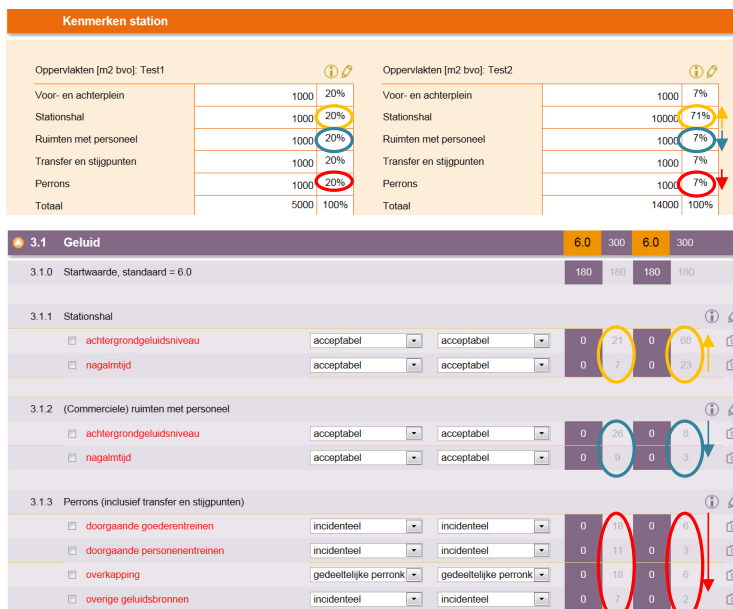 Kenmerken station
Oppervlakten [m2 bvo]: Test1
Oppervlakten [m2 bvo]: Test2
Voor- en achterplein 1000 20% Voor- en achterplein 1000 7%
Stationshal 1000 20% Stationshal 10000 71%
Ruimten met personeel 1000 20% Ruimten met personeel 1000 7%
Transfer en stijgpunten 1000 20% Transfer en stijgpunten 1000 7%
Perrons 1000 20% Perrons 1000 7%
Totaal 5000 100% Totaal 14000 100%
3.1 Geluid 6.0 300 6.0 300
3.1.0 Startwaarde, standaard = 6.0 180 180 180 180
3.1.1 Stationshal
achtergrondgeluidsniveau acceptabel acceptabel 0 21 0 68
nagalmtijd acceptabel acceptabel 0 7 0 23
3.1.2 (Commerciele) ruimten met personeel
achtergrondgeluidsniveau acceptabel acceptabel 0 26 0 8
nagalmtijd acceptabel acceptabel 0 9 0 3
3.1.3 Perrons (inclusief transfer en stijgpunten)
doorgaande goederentreinen incidenteel incidenteel 0 18 0 6
doorgaande personenentreinen incidenteel incidenteel 0 11 0 3
overkapping gedeeltelijke perronk gedeeltelijke perronk 0 18 0 6
overige geluidsbronnen incidenteel incidenteel 0 7 0 2